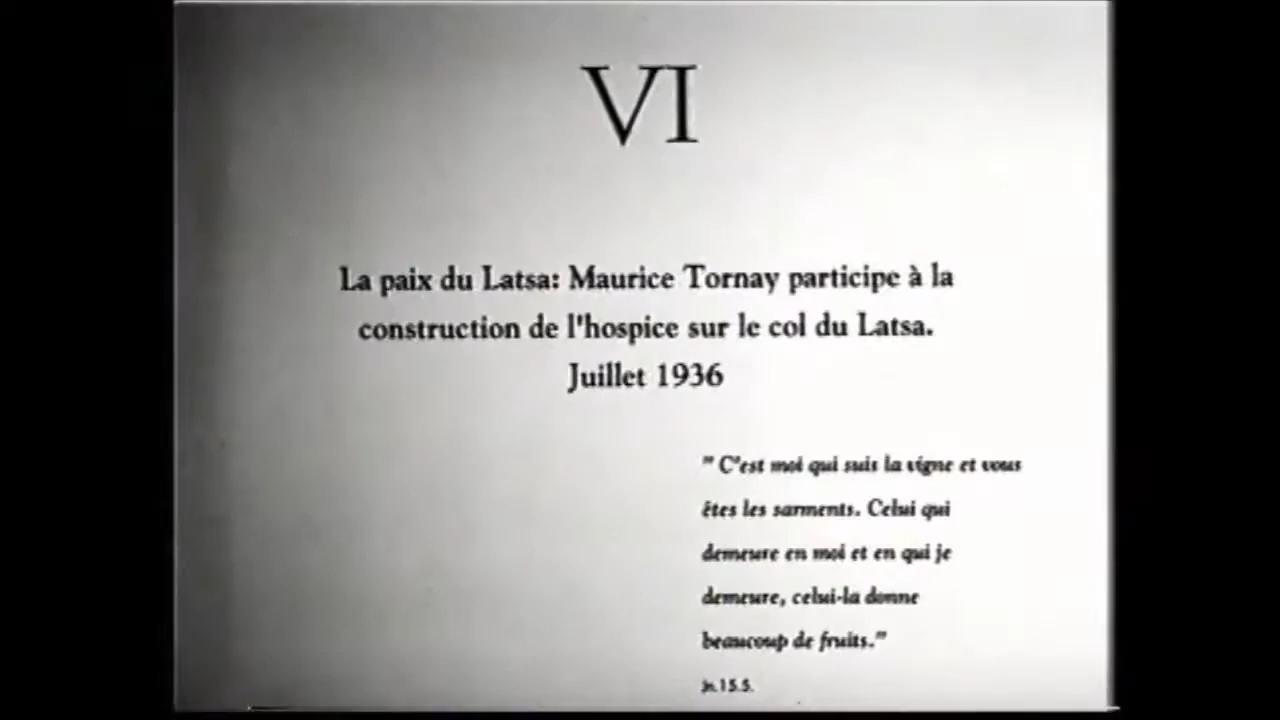 VI
La paix du Latsa: Maurice Tornay participe à la
construction de l'hospice sur le col du Latsa.
Juillet 1936
" C'est moi qui suis la vigne et vous
êtes les sarments. Celui qui
demeure en moi et en qui je
demeure, celui-la donne
beaucoup de fruits."
Jn.15.5.